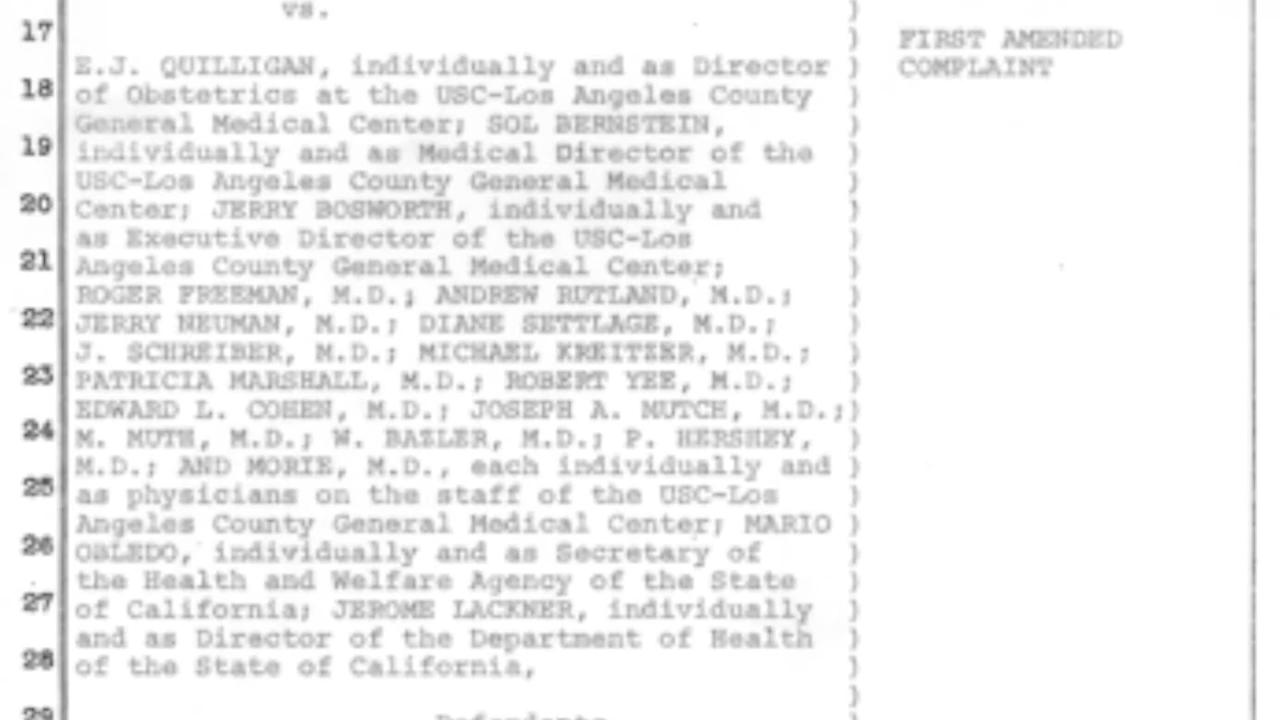 vs.
17
FIRST AMENDED
E.J. QUILLIGAN, individually and as Director )
COMPLAINT
18
of Obstetrics at the USC-Los Angeles County )
General Medical Center; SOL BERNSTEIN, )
19
individually and as Medical Director of the )
USC-Los Angeles County General Medical )
20
Center; JERRY BOSWORTH, individually and )
as Executive Director of the USC-Los )
21
Angeles County General Medical Center; )
ROGER FREEMAN, M.D.; ANDREW RUTLAND, M.D.; )
22
JERRY NEUMAN, M.D.; DIANE SETTLAGE, M.D.; )
J. SCHREIBER, M.D.; MICHAEL KREITZER, M.D.; )
23
PATRICIA MARSHALL, M.D.; ROBERT YEE, M.D.; )
EDWARD L. COHEN, M.D.; JOSEPH A. MUTCH, M.D.;)
24
M. MUTH, M.D.; W. BAZLER, M.D.; P. HERSHEY, )
M.D.; AND MORIE, M.D., each individually and )
25
as physicians on the staff of the USC-Los )
Angeles County General Medical Center; MARIO )
26
OBLEDO, individually and as Secretary of )
the Health and Welfare Agency of the State )
27
of California; JEROME LACKNER, individually )
and as Director of the Department of Health )
28
of the State of California, )
29
Defendants